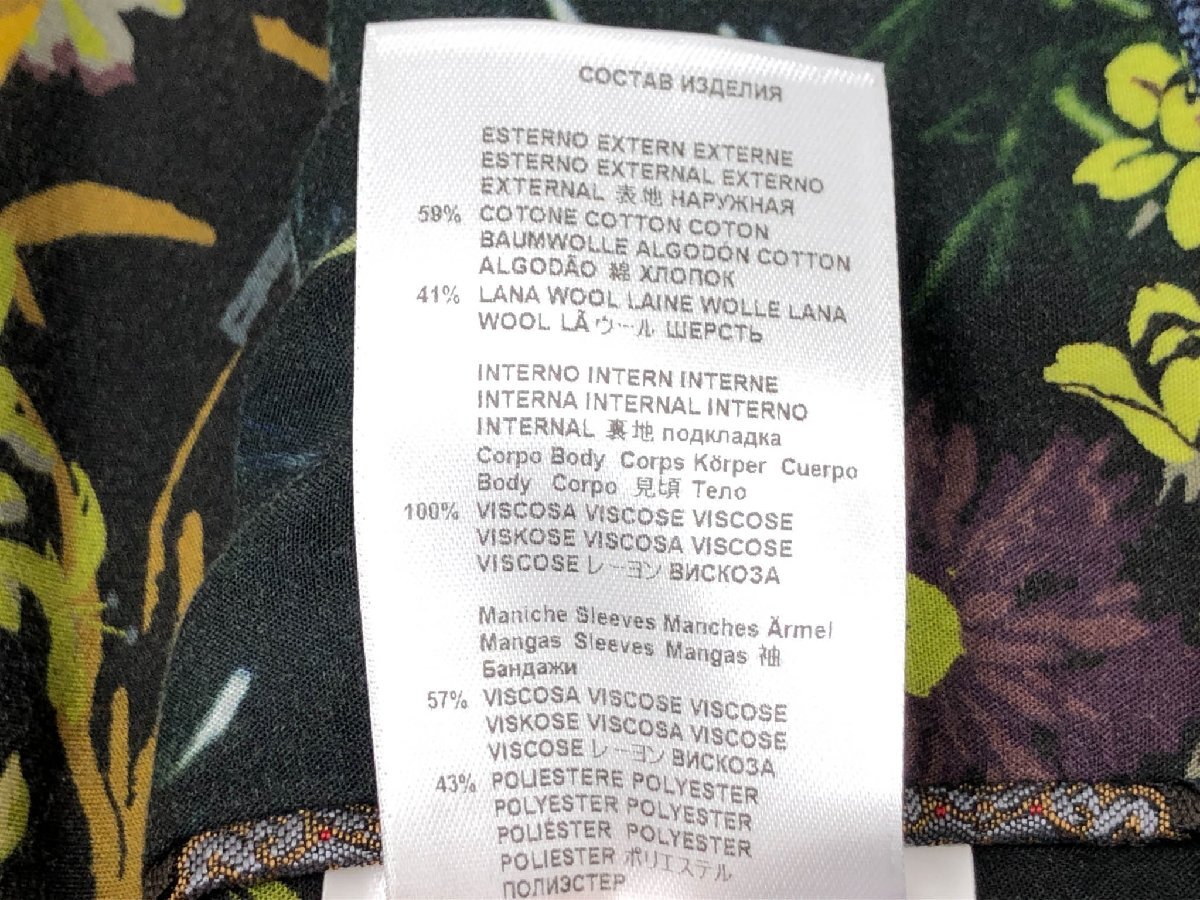 СОСТАВ ИЗДЕЛИЯ
ESTERNO EXTERN EXTERNE
ESTERNO EXTERNAL EXTERNO
EXTERNAL 表地 НАРУЖНАЯ
59% COTONE COTTON COTON
BAUMWOLLE ALGODÓN COTTON
ALGODÃO 綿 ХЛОПОК
41% LANA WOOL LAINE WOLLE LANA
WOOL LÃ ウール ШЕРСТЬ
INTERNO INTERN INTERNE
INTERNA INTERNAL INTERNO
INTERNAL 裏地 подкладка
Corpo Body Corps Körper Cuerpo
Body Corpo 見頃 Тело
100% VISCOSA VISCOSE VISCOSE
VISKOSE VISCOSA VISCOSE
VISCOSE レーヨン ВИСКОЗА
Maniche Sleeves Manches Ärmel
Mangas Sleeves Mangas 袖
Бандажи
57% VISCOSA VISCOSE VISCOSE
VISKOSE VISCOSA VISCOSE
VISCOSE レーヨン ВИСКОЗА
43% POLIESTERE POLYESTER
POLYESTER POLYESTER
POLIÉSTER POLYESTER
POLIESTER ポリエステル
ПОЛИЭСТЕР